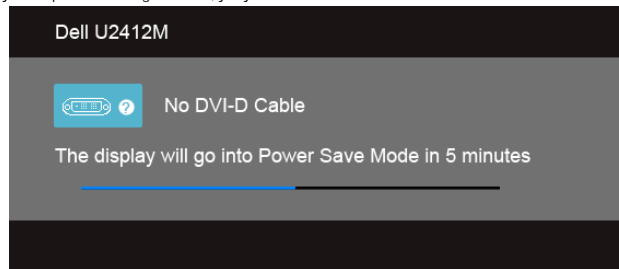 Dell U2412M
?
No DVI-D Cable
The display will go into Power Save Mode in 5 minutes